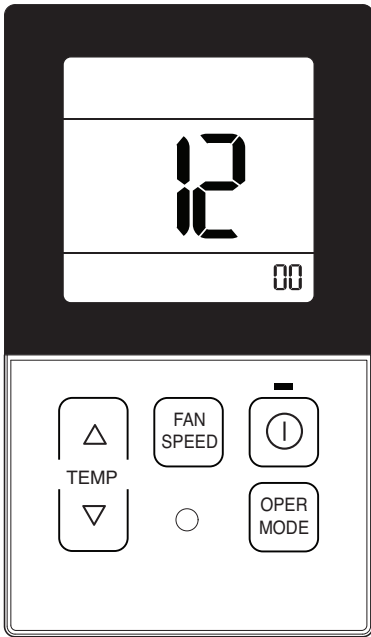 12
00
FAN
SPEED
TEMP
OPER
MODE